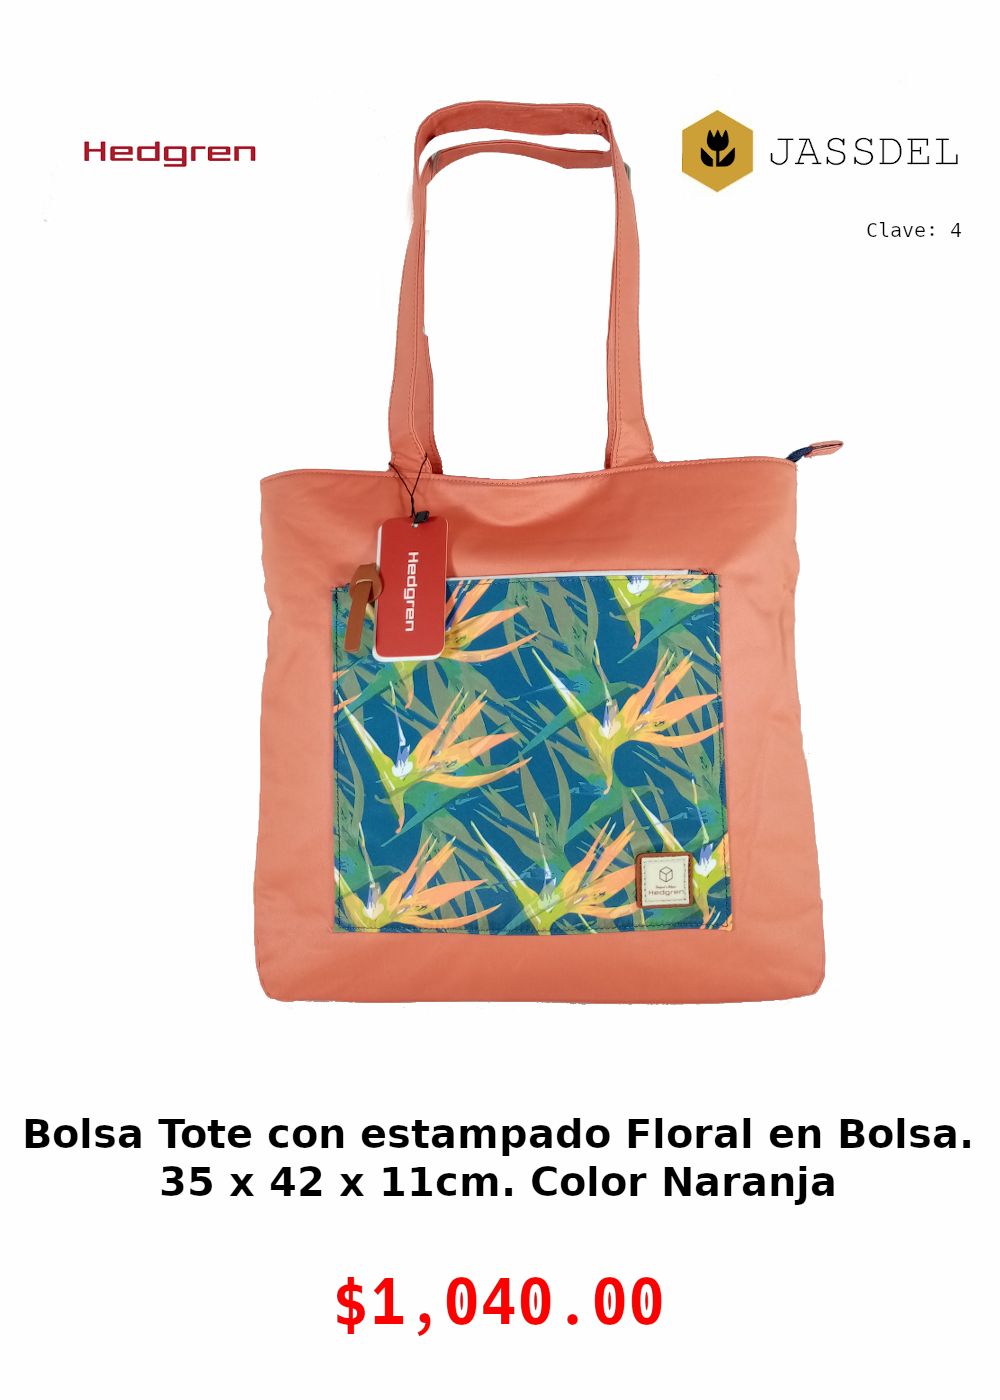 Hedgren
JASSDEL
Clave: 4
Hedgren
Hedgren
Bolsa Tote con estampado Floral en Bolsa.
35 x 42 x 11cm. Color Naranja
$1,040.00